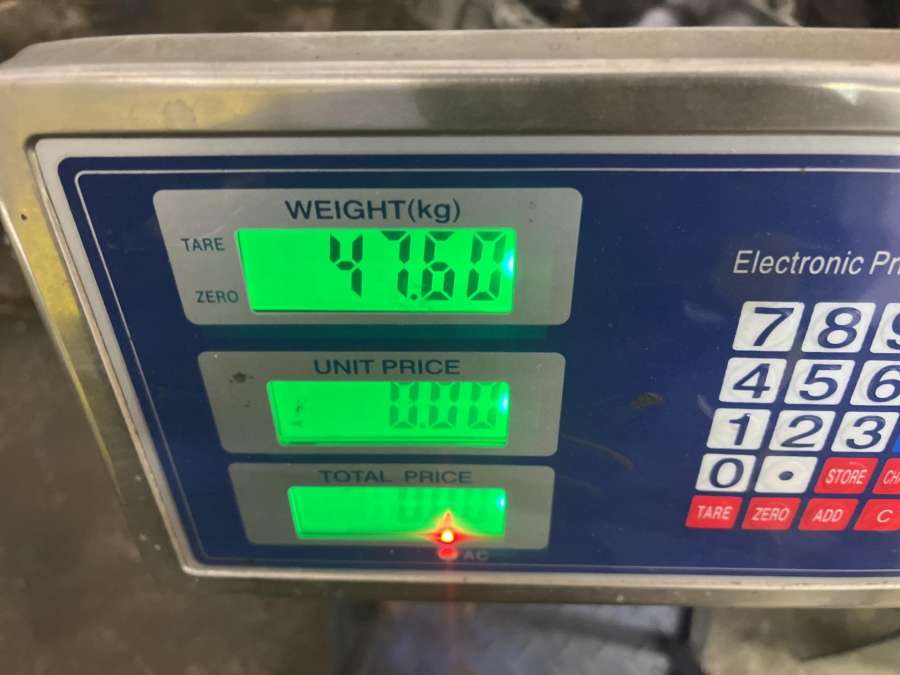 WEIGHT(kg)
TARE
47.60
ZERO
UNIT PRICE
0.00
TOTAL PRICE
AC
Electronic
7 8
4 5 6
1 2 3
0 . STORE
TARE ZERO ADD C